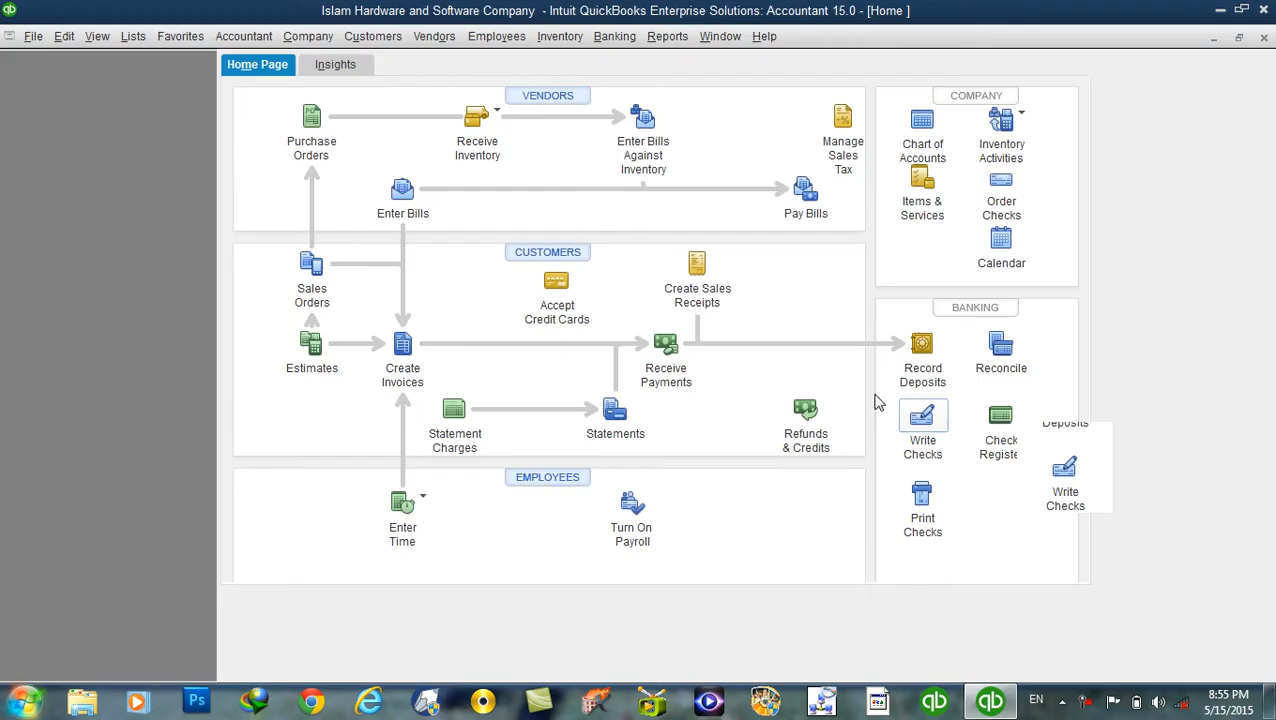 Islam Hardware and Software Company - Intuit QuickBooks Enterprise Solutions: Accountant 15.0 - [Home ]
File Edit View Lists Favorites Accountant Company Customers Vendors Employees Inventory Banking Reports Window Help
Home Page
Insights
VENDORS
Purchase
Orders
Receive
Inventory
Enter Bills
Against
Inventory
Manage
Sales
Tax
Enter Bills
Pay Bills
CUSTOMERS
Sales
Orders
Accept
Credit Cards
Create Sales
Receipts
Estimates
Create
Invoices
Receive
Payments
Statement
Charges
Statements
Refunds
& Credits
EMPLOYEES
Enter
Time
Turn On
Payroll
COMPANY
Chart of
Accounts
Inventory
Activities
Items &
Services
Order
Checks
Calendar
BANKING
Record
Deposits
Reconcile
Write
Checks
Check
Registe
Deposits
Write
Checks
Print
Checks
EN
8:55 PM
5/15/2015